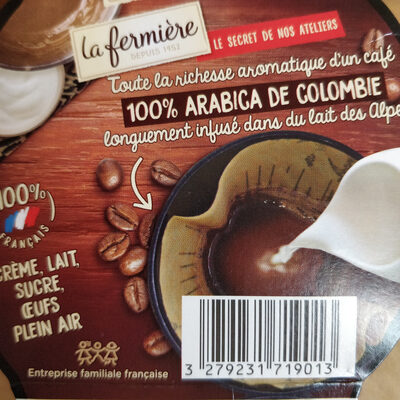 la fermière
DEPUIS 1952
LE SECRET DE NOS ATELIERS
Toute la richesse aromatique d'un café
100% ARABICA DE COLOMBIE
longuement infusé dans du lait des Alpe
100%
FRANÇAIS
CRÈME, LAIT,
SUCRE,
ŒUFS
PLEIN AIR
Entreprise familiale française
3 279231 719013